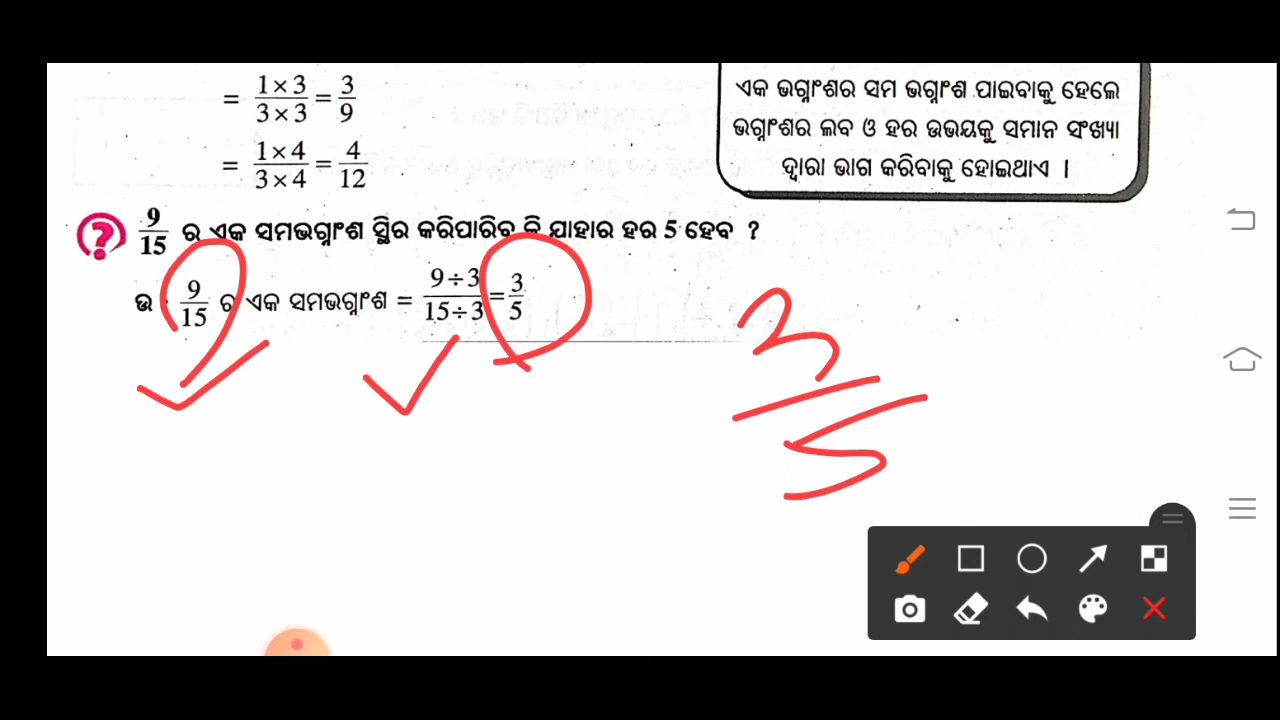 = 1 × 3 / 3 × 3 = 3/9
= 1 × 4 / 3 × 4 = 4/12
ଏକ ଭଗ୍ନାଂଶର ସମ ଭଗ୍ନାଂଶ ପାଇବାକୁ ହେଲେ
ଭଗ୍ନାଂଶର ଲବ ଓ ହର ଉଭୟକୁ ସମାନ ସଂଖ୍ୟା
ଦ୍ୱାରା ଭାଗ କରିବାକୁ ହୋଇଥାଏ ।
? 9/15 ର ଏକ ସମଭଗ୍ନାଂଶ ସ୍ଥିର କରିପାରିବ କି ଯାହାର ହର 5 ହେବ ?
ଉ : 9/15 ର ଏକ ସମଭଗ୍ନାଂଶ = 9 ÷ 3 / 15 ÷ 3 = 3/5
3/5